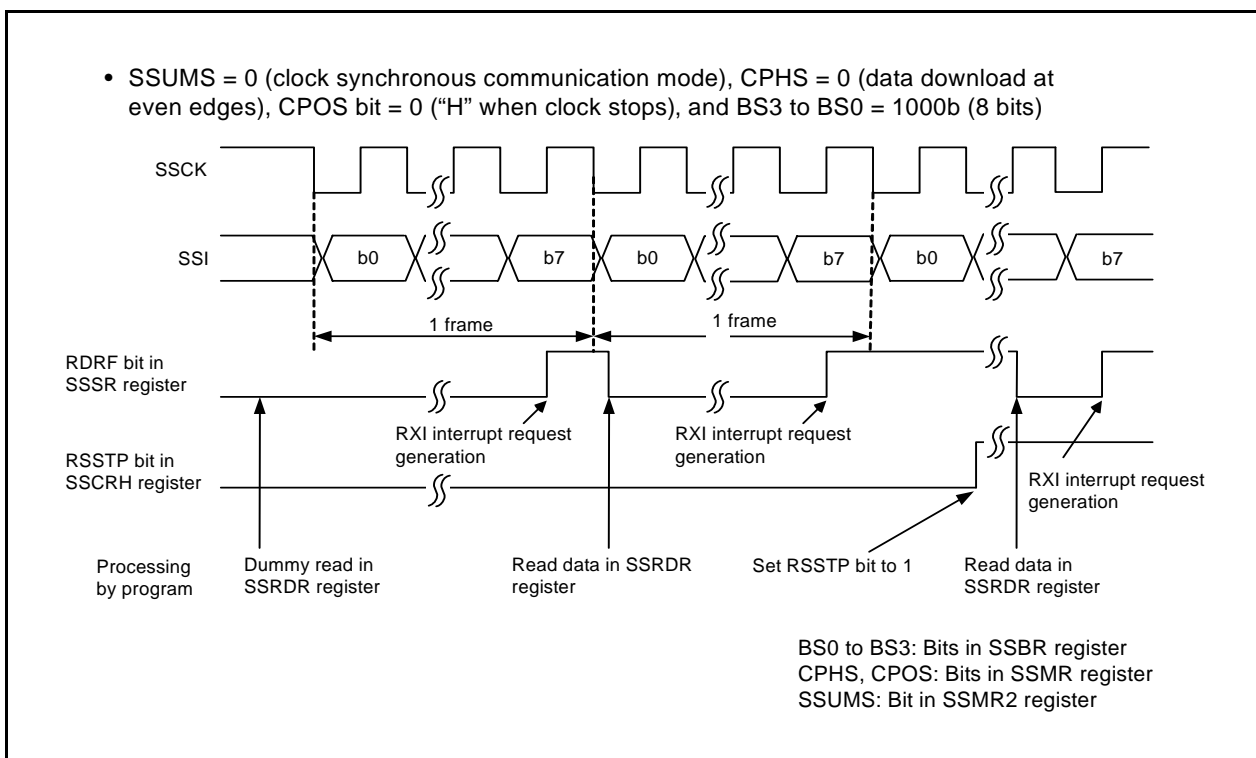 • SSUMS = 0 (clock synchronous communication mode), CPHS = 0 (data download at
even edges), CPOS bit = 0 (“H” when clock stops), and BS3 to BS0 = 1000b (8 bits)
SSCK
SSI
b0
b7
b0
b7
b0
b7
1 frame
1 frame
RDRF bit in
SSSR register
RXI interrupt request
generation
RXI interrupt request
generation
RSSTP bit in
SSCRH register
RXI interrupt request
generation
Processing
by program
Dummy read in
SSRDR register
Read data in SSRDR
register
Set RSSTP bit to 1
Read data in
SSRDR register
BS0 to BS3: Bits in SSBR register
CPHS, CPOS: Bits in SSMR register
SSUMS: Bit in SSMR2 register